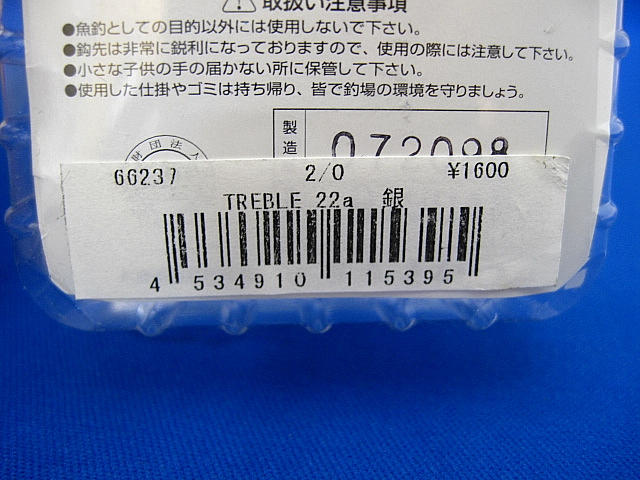 ⚠取扱い注意事項
●魚釣としての目的以外には使用しないで下さい。
●鈎先は非常に鋭利になっておりますので、使用の際には注意して下さい。
●小さな子供の手の届かない所に保管して下さい。
●使用した仕掛やゴミは持ち帰り、皆で釣場の環境を守りましょう。
製造
072098
財団法人
66237 2/0 ¥1600
TREBLE 22a 銀
4 534910 115395